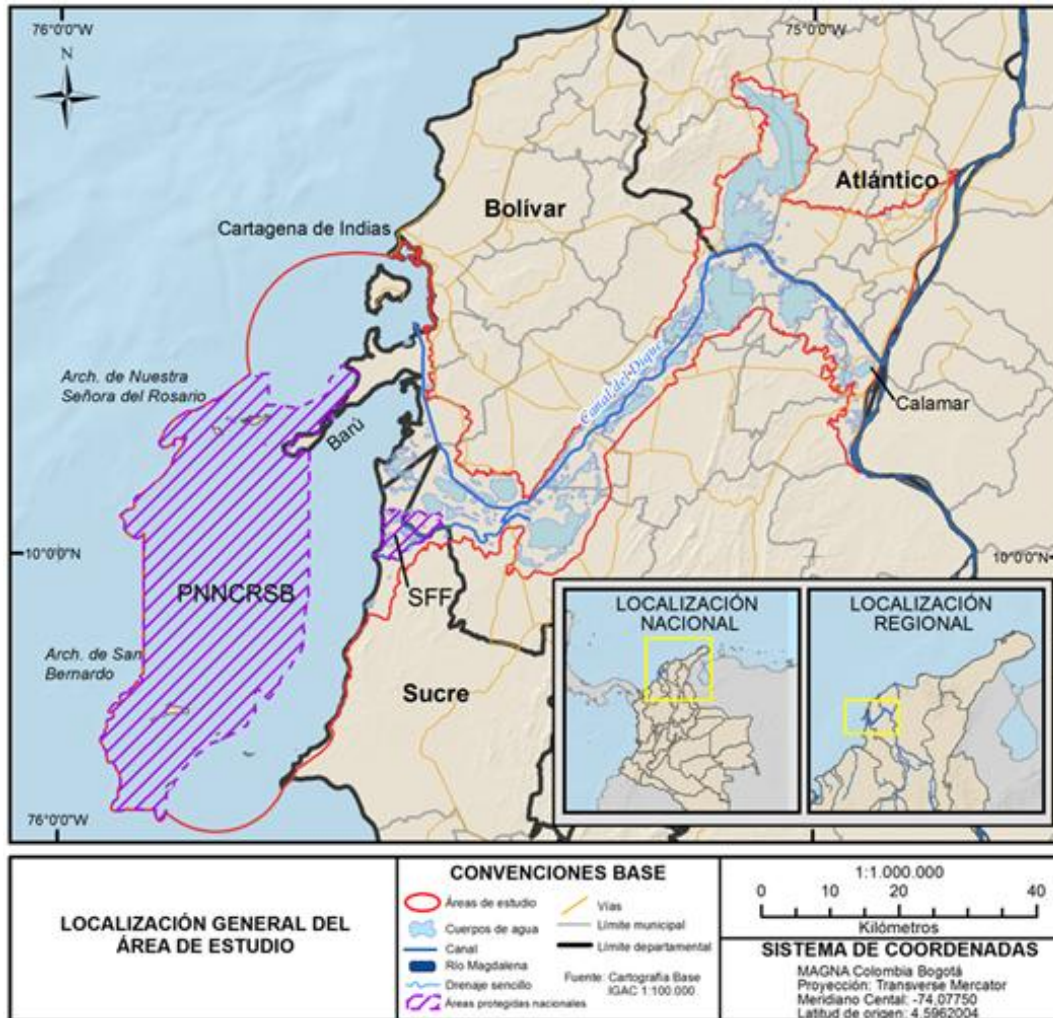 76°0'0"W
75°0'0"W
N
Atlántico
Bolívar
Cartagena de Indias
Canal del Dique
Arch. de Nuestra
Señora del Rosario
Barú
Calamar
10°0'0"N
10°0'0"N
PNNCRSB
SFF
Arch. de San
Bernardo
Sucre
LOCALIZACIÓN
NACIONAL
LOCALIZACIÓN
REGIONAL
76°0'0"W
75°0'0"W
LOCALIZACIÓN GENERAL DEL
ÁREA DE ESTUDIO
CONVENCIONES BASE
Áreas de estudio
Cuerpos de agua
Canal
Río Magdalena
Drenaje sencillo
Áreas protegidas nacionales
Vías
Límite municipal
Límite departamental
Fuente: Cartografía Base
IGAC 1:100.000.
1:1.000.000
0 10 20 40
Kilómetros
SISTEMA DE COORDENADAS
MAGNA Colombia Bogotá
Proyección: Transverse Mercator
Meridiano Cental: -74,07750
Latitud de origen: 4,5962004